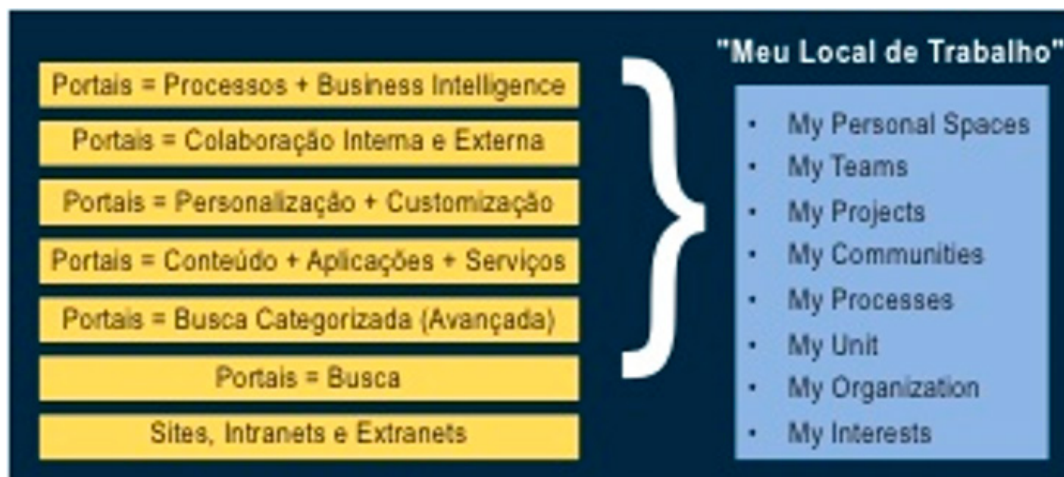 Portais = Processos + Business Intelligence
Portais = Colaboração Interna e Externa
Portais = Personalização + Customização
Portais = Conteúdo + Aplicações + Serviços
Portais = Busca Categorizada (Avançada)
Portais = Busca
Sites, Intranets e Extranets
"Meu Local de Trabalho"
• My Personal Spaces
• My Teams
• My Projects
• My Communities
• My Processes
• My Unit
• My Organization
• My Interests